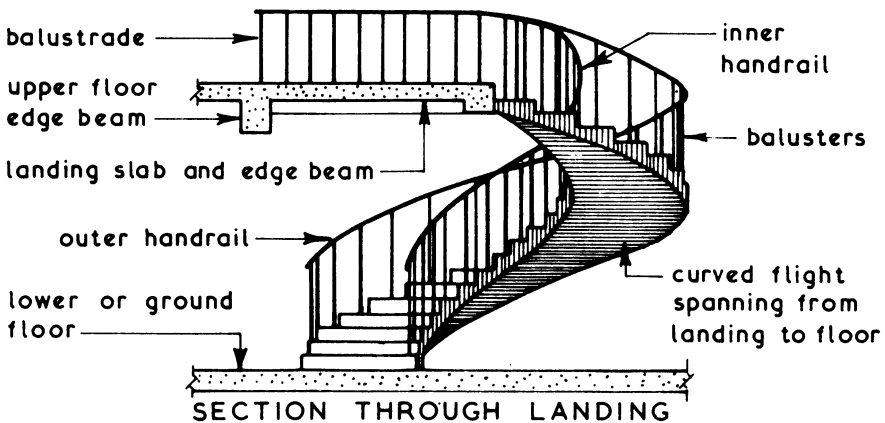 balustrade
upper floor
edge beam
landing slab and edge beam
outer handrail
lower or ground
floor
inner
handrail
balusters
curved flight
spanning from
landing to floor
SECTION THROUGH LANDING